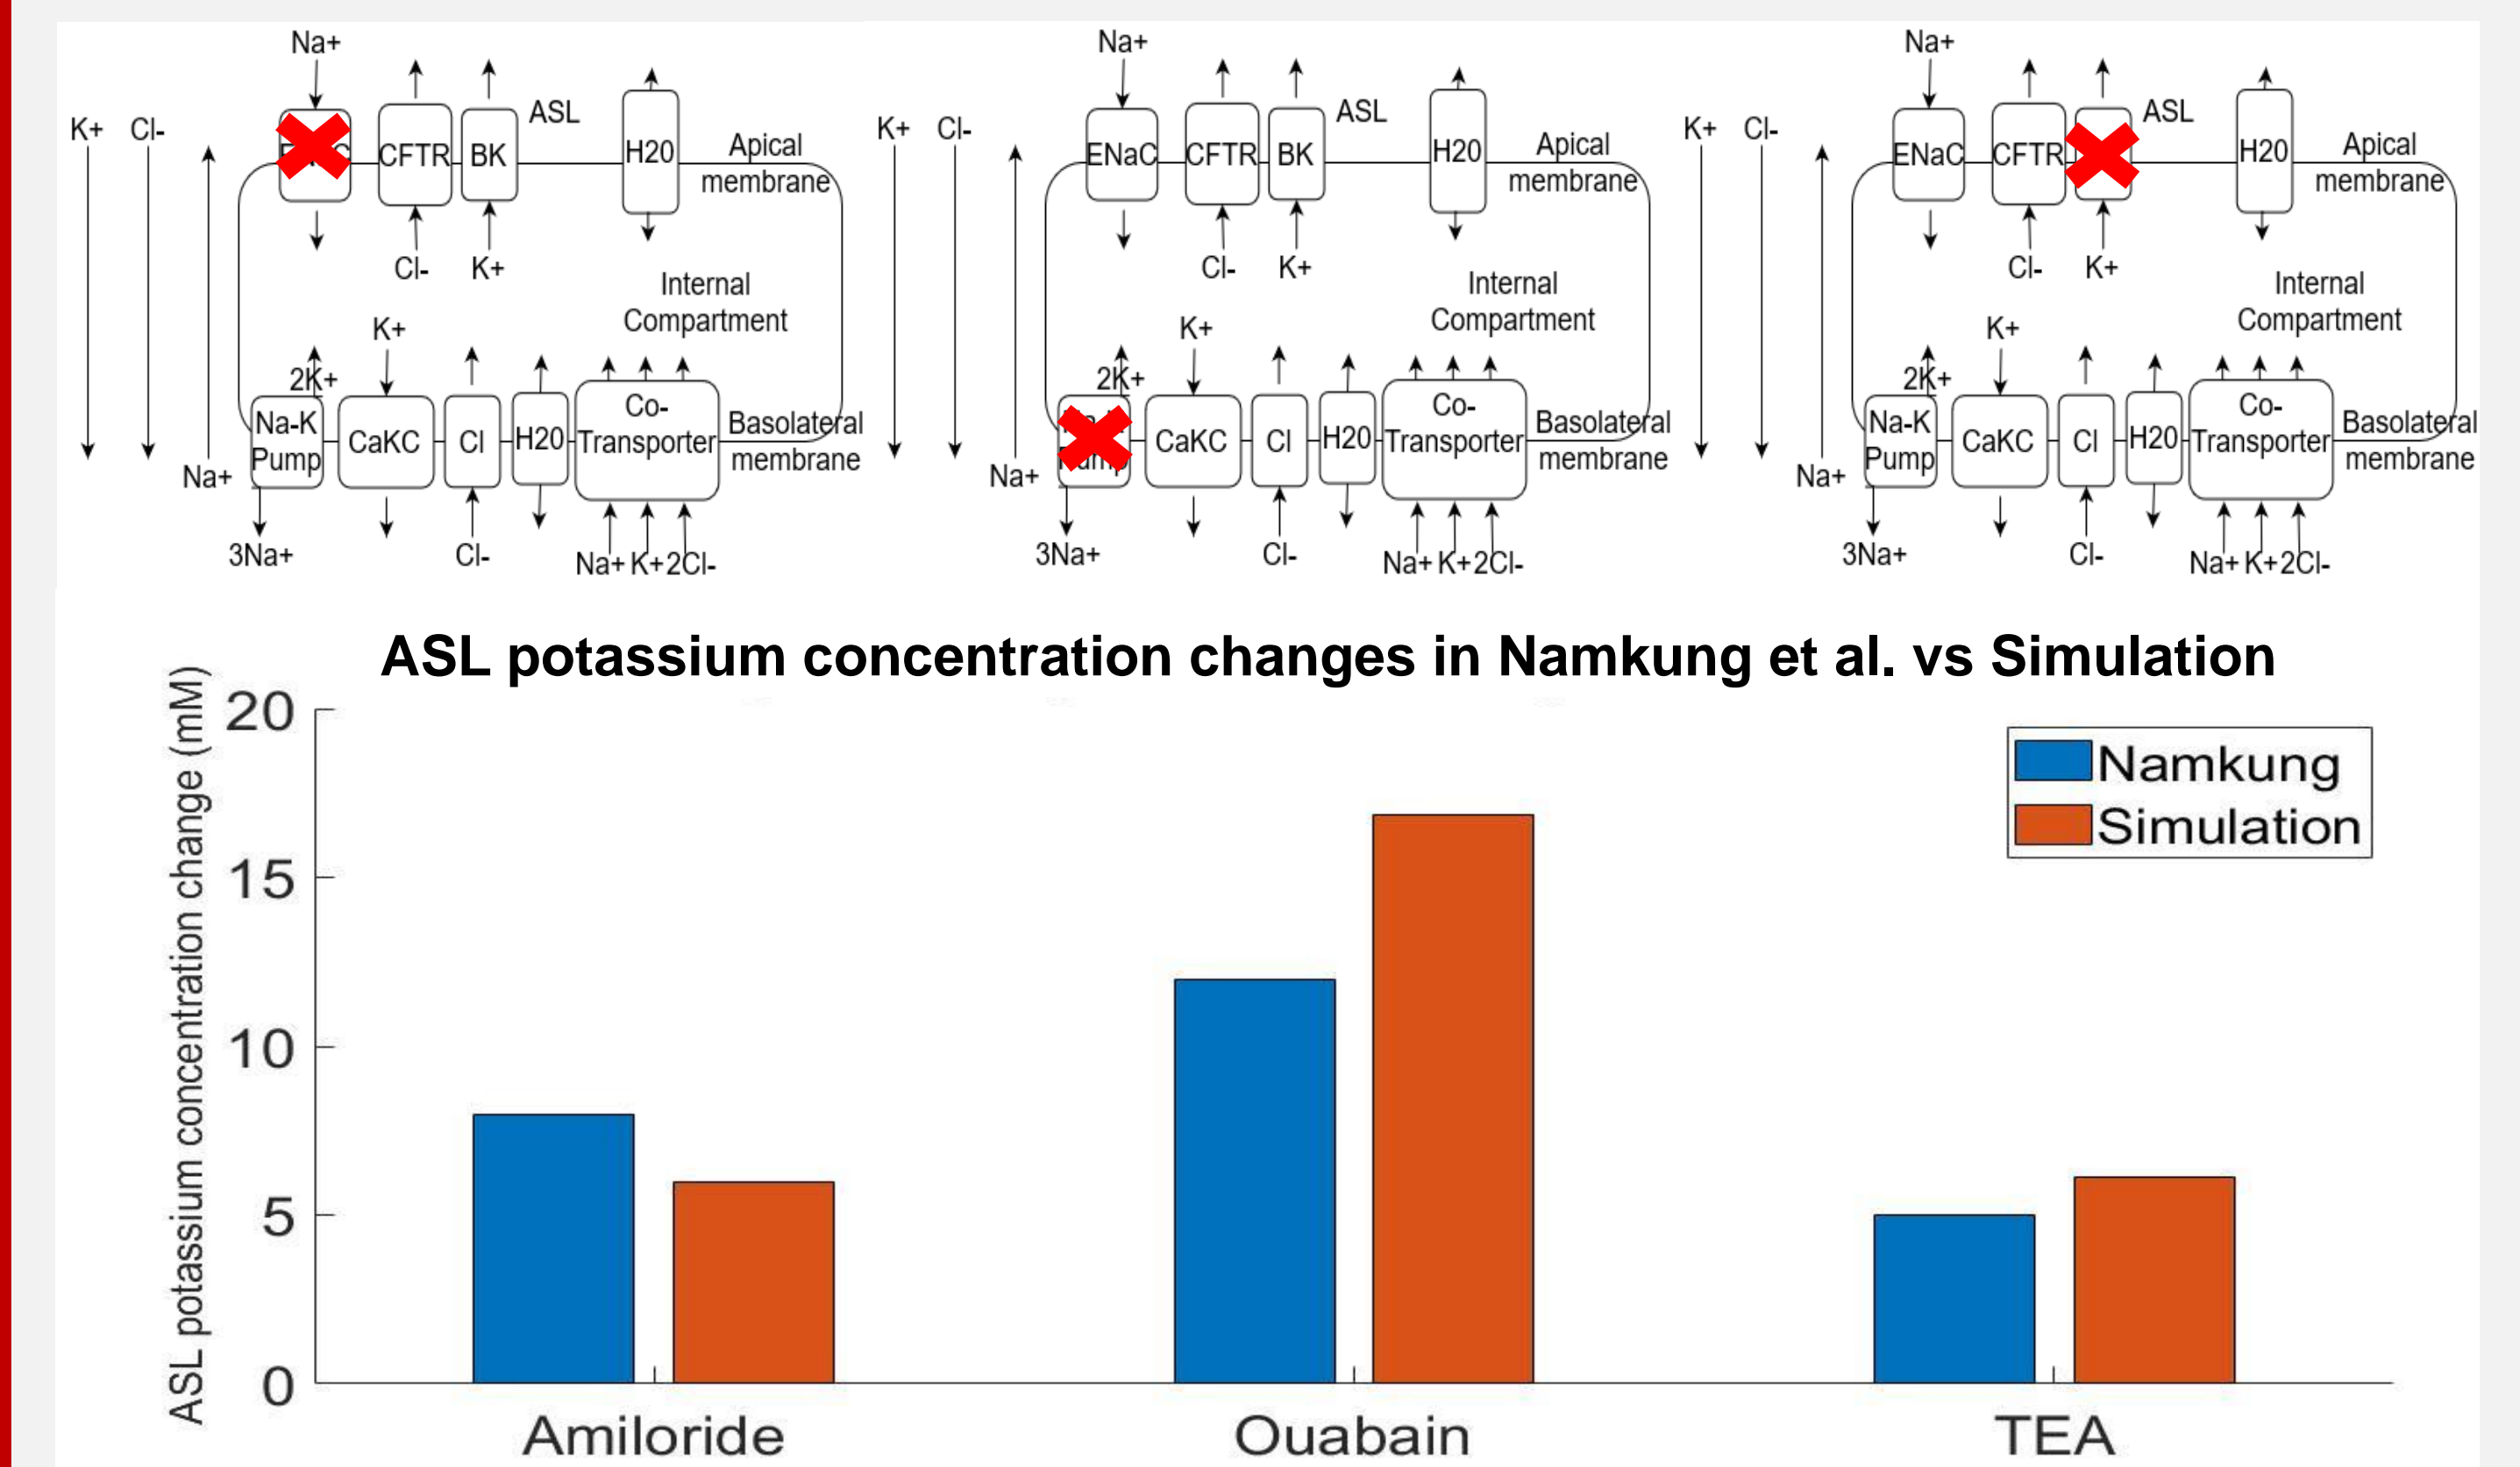 Na+
K+ Cl-
ASL
CFTR BK H20
Apical
membrane
Cl- K+
Internal
Compartment
K+
2K+
Na-K
Pump
CaKC Cl H20
Co-
Transporter
Basolateral
membrane
Na+
3Na+ Cl- Na+ K+2Cl-
Na+
K+ Cl-
ASL
ENaC CFTR BK H20
Apical
membrane
Cl- K+
Internal
Compartment
K+
2K+
CaKC Cl H20
Co-
Transporter
Basolateral
membrane
Na+
3Na+ Cl- Na+ K+2Cl-
Na+
K+ Cl-
ASL
ENaC CFTR H20
Apical
membrane
Cl- K+
Internal
Compartment
K+
2K+
Na-K
Pump
CaKC Cl H20
Co-
Transporter
Basolateral
membrane
Na+
3Na+ Cl- Na+ K+2Cl-
ASL potassium concentration changes in Namkung et al. vs Simulation
ASL potassium concentration change (mM)
20
15
10
5
0
Namkung
Simulation
Amiloride Ouabain TEA